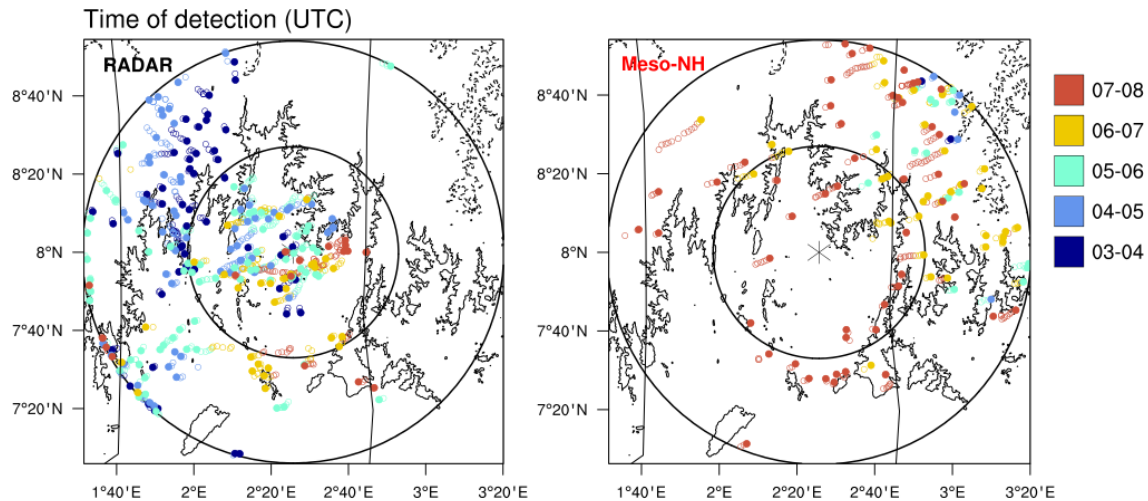 Time of detection (UTC)
RADAR
Meso-NH
8°40'N
8°20'N
8°N
7°40'N
7°20'N
1°40'E 2°E 2°20'E 2°40'E 3°E 3°20'E
8°40'N
8°20'N
8°N
7°40'N
7°20'N
1°40'E 2°E 2°20'E 2°40'E 3°E 3°20'E
07-08
06-07
05-06
04-05
03-04